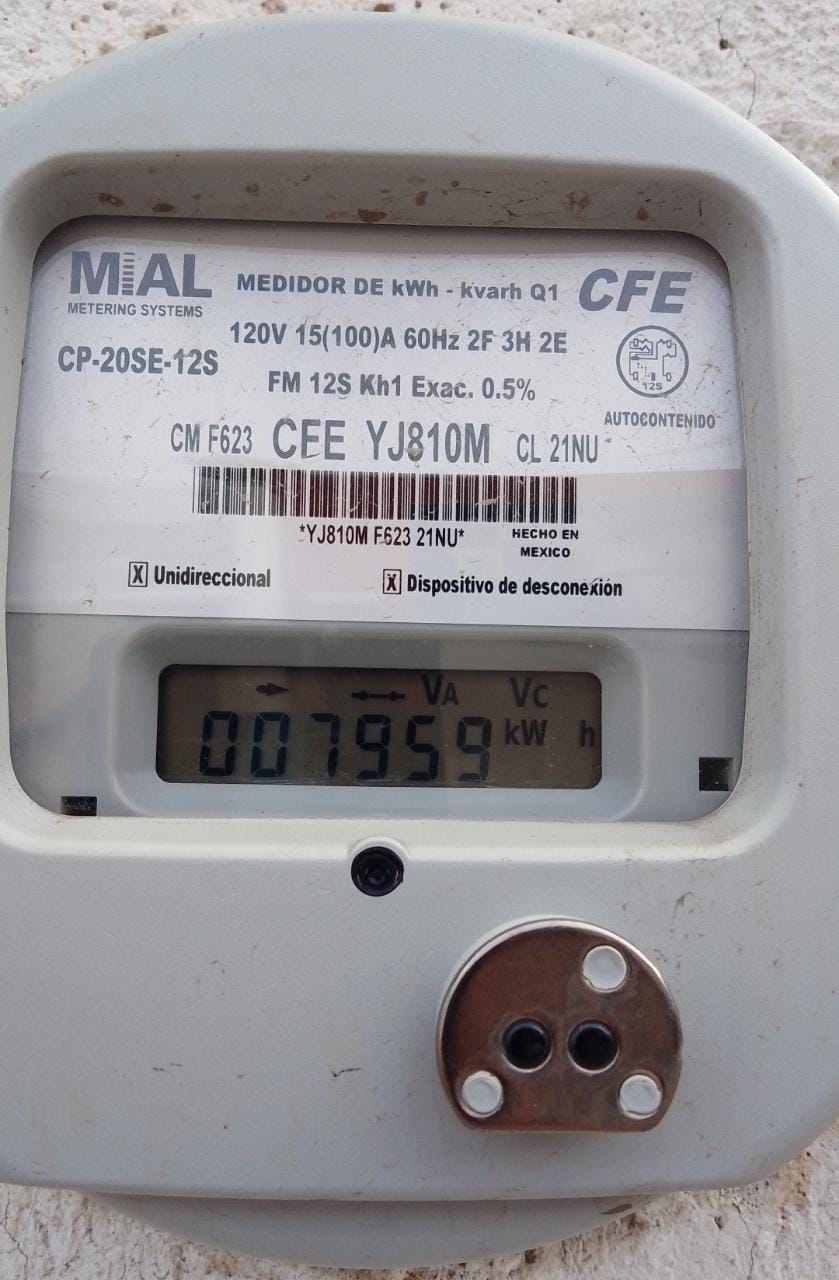 MIAL
METERING SYSTEMS
MEDIDOR DE kWh - kvarh Q1
CFE
120V 15(100)A 60Hz 2F 3H 2E
CP-20SE-12S
FM 12S Kh1 Exac. 0.5%
12S
AUTOCONTENIDO
CM F623 CFE YJ810M CL 21NU
*YJ810M F623 21NU*
HECHO EN
MEXICO
X Unidireccional
X Dispositivo de desconexión
VA VC
007959 kW h